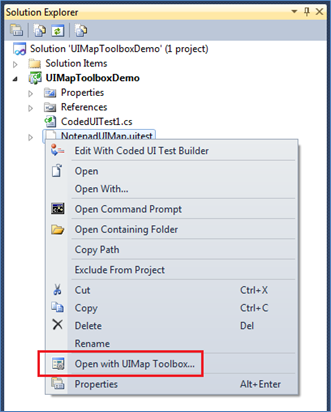 Solution Explorer
Solution 'UIMapToolboxDemo'
Solution Items
UIMapToolboxDemo
Properties
References
CodedUITest1.cs
NotepadUIMap.uitest
Edit With Coded UI Test Builder
Open
Open With...
Open Command Prompt
Open Containing Folder
Copy Path
Exclude From Project
Cut Ctrl+X
Copy Ctrl+C
Delete Del
Rename
Open with UIMap Toolbox...
Properties Alt+Enter